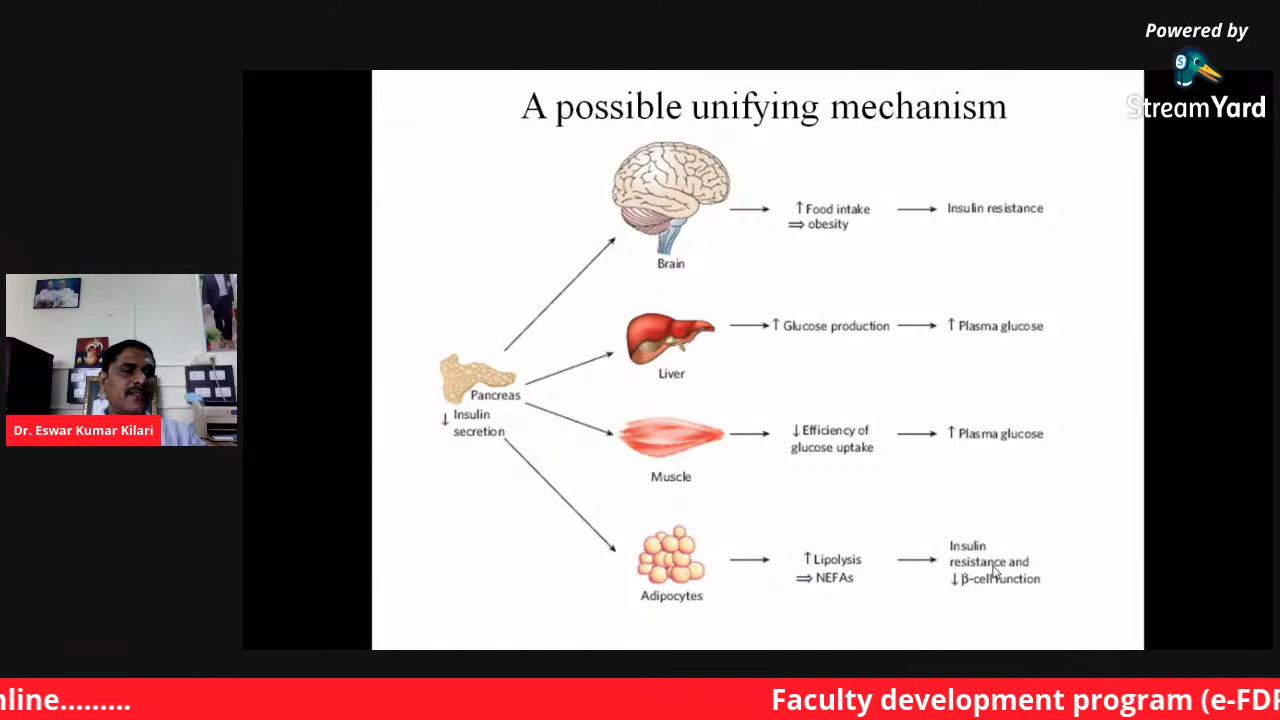 Powered by
StreamYard
A possible unifying mechanism
Brain
↑ Food intake
⇒ obesity
Insulin resistance
Liver
↑ Glucose production
↑ Plasma glucose
Pancreas
↓ Insulin
secretion
Muscle
↓ Efficiency of
glucose uptake
↑ Plasma glucose
Adipocytes
↑ Lipolysis
⇒ NEFAs
Insulin
resistance and
↓ β-cell function
Dr. Eswar Kumar Kilari
nline.........
Faculty development program (e-FDP